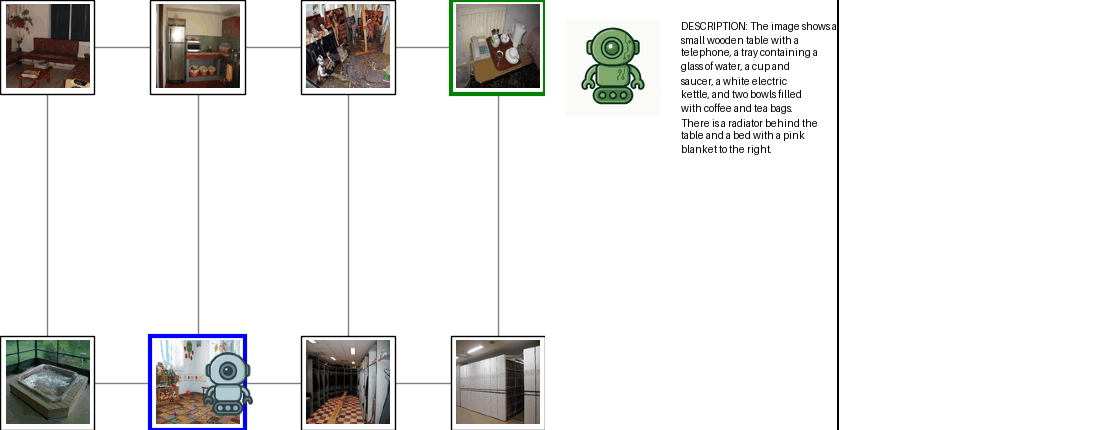 DESCRIPTION: The image shows a
small wooden table with a
telephone, a tray containing a
glass of water, a cup and
saucer, a white electric
kettle, and two bowls filled
with coffee and tea bags.
There is a radiator behind the
table and a bed with a pink
blanket to the right.